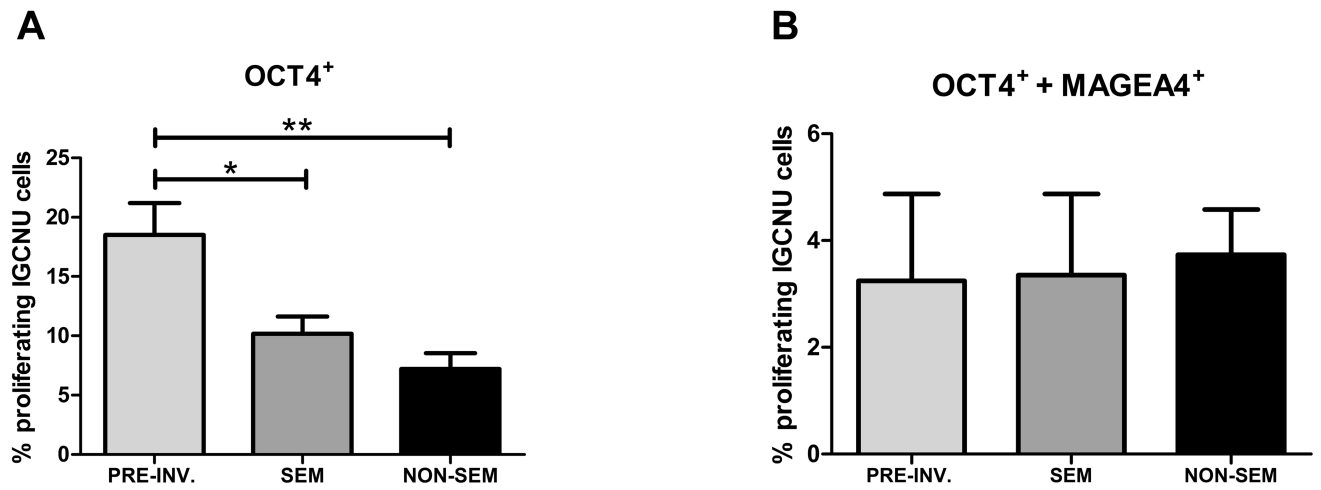 A
OCT4⁺
**
*
% proliferating IGCNU cells
25
20
15
10
5
0
PRE-INV.
SEM
NON-SEM
B
OCT4⁺ + MAGEA4⁺
% proliferating IGCNU cells
6
4
2
0
PRE-INV.
SEM
NON-SEM